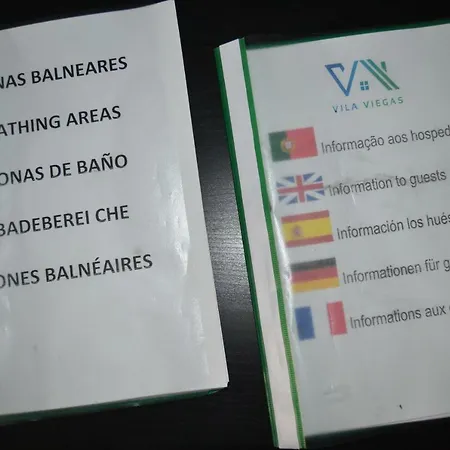 NAS BALNEARES
ATHING AREAS
ONAS DE BAÑO
BADEBEREI CHE
ONES BALNÉAIRES
VILA VIEGAS
Informação aos hosped
Information to guests
Información los hués
Informationen für g
Informations aux